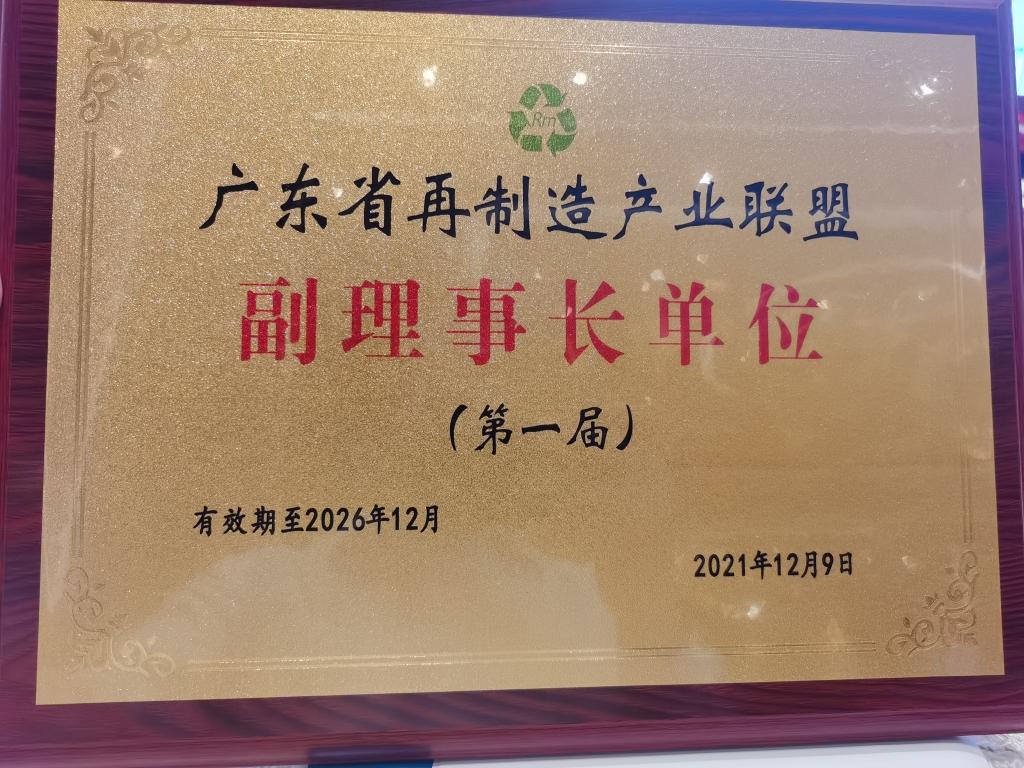 Rm
广东省再制造产业联盟
副理事长单位
（第一届）
有效期至2026年12月
2021年12月9日